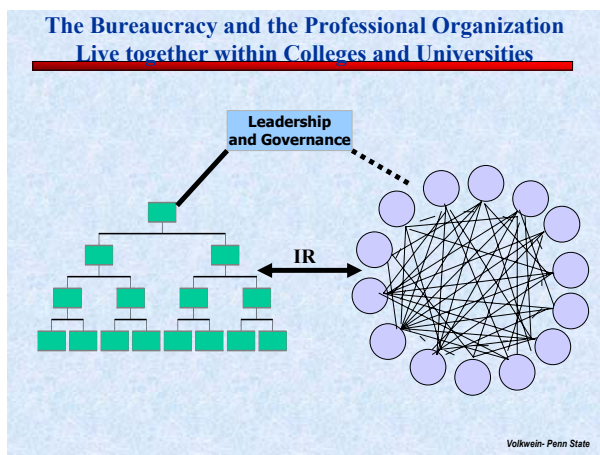 The Bureaucracy and the Professional Organization
Live together within Colleges and Universities
Leadership
and Governance
IR
Volkwein- Penn State